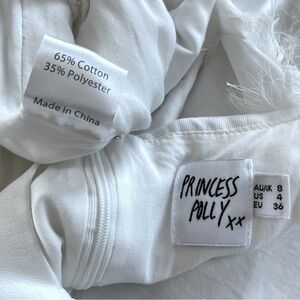 65% Cotton
35% Polyester
Made in China
PRINCESS
POLLY xx
AU/UK 8
US 4
EU 36